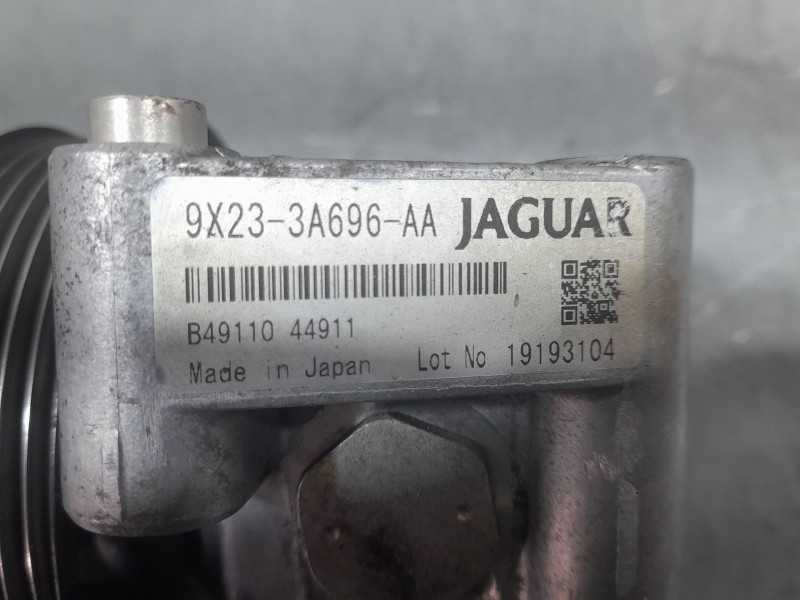 9X23-3A696-AA JAGUAR
B49110 44911
Made in Japan Lot No 19193104